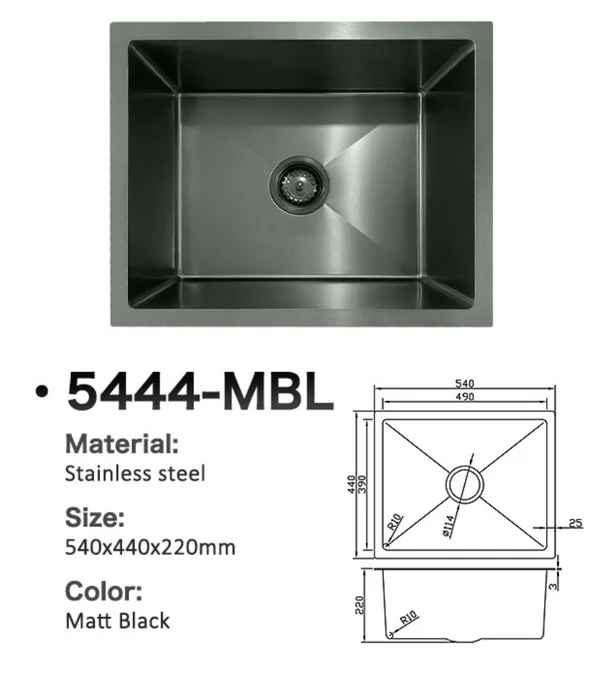 • 5444-MBL
Material:
Stainless steel
Size:
540x440x220mm
Color:
Matt Black
540
490
440
390
R10
ø114
25
220
3
R10